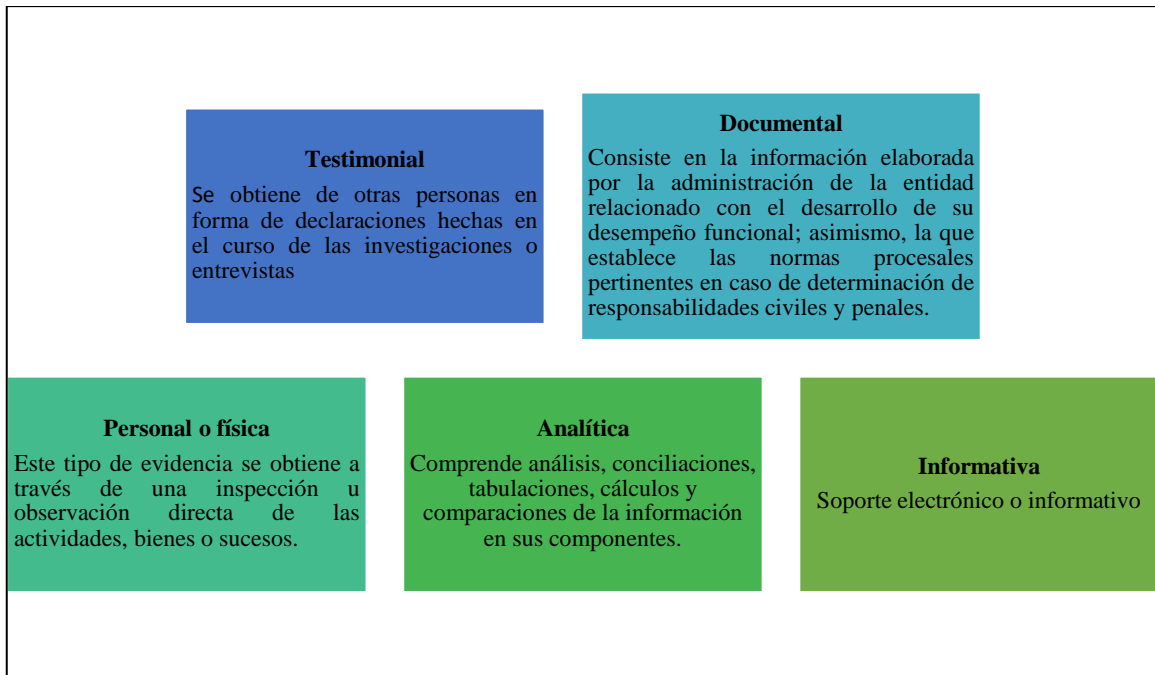 Testimonial
Se obtiene de otras personas en
forma de declaraciones hechas en
el curso de las investigaciones o
entrevistas
Documental
Consiste en la información elaborada
por la administración de la entidad
relacionado con el desarrollo de su
desempeño funcional; asimismo, la que
establece las normas procesales
pertinentes en caso de determinación de
responsabilidades civiles y penales.
Personal o física
Este tipo de evidencia se obtiene a
través de una inspección u
observación directa de las
actividades, bienes o sucesos.
Analítica
Comprende análisis, conciliaciones,
tabulaciones, cálculos y
comparaciones de la información
en sus componentes.
Informativa
Soporte electrónico o informativo